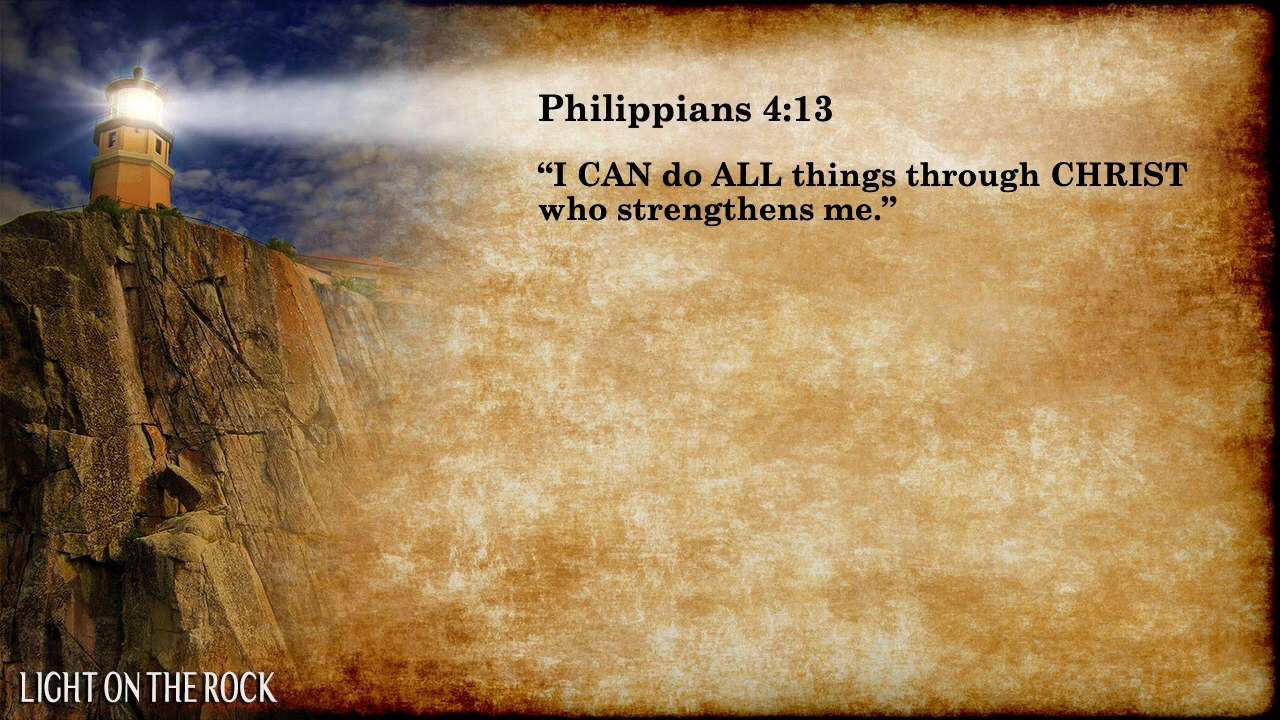 Philippians 4:13
“I CAN do ALL things through CHRIST
who strengthens me.”
LIGHT ON THE ROCK